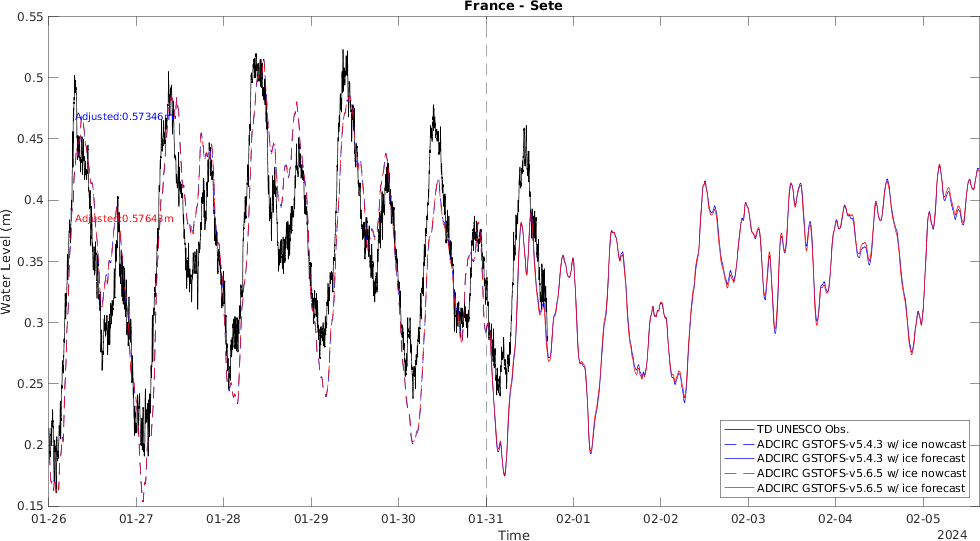 France - Sete
0.55
0.5
0.45
0.4
0.35
0.3
0.25
0.2
0.15
Water Level (m)
Adjusted:0.57346m
Adjusted:0.57643m
TD UNESCO Obs.
ADCIRC GSTOFS-v5.4.3 w/ ice nowcast
ADCIRC GSTOFS-v5.4.3 w/ ice forecast
ADCIRC GSTOFS-v5.6.5 w/ ice nowcast
ADCIRC GSTOFS-v5.6.5 w/ ice forecast
01-26 01-27 01-28 01-29 01-30 01-31 02-01 02-02 02-03 02-04 02-05
Time
2024